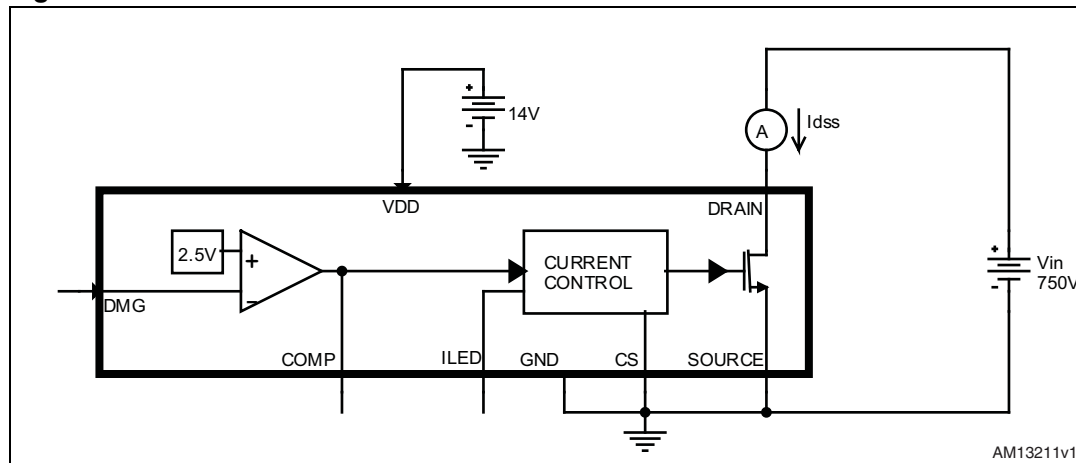 Idss
A
+
14V
-
VDD
DRAIN
2.5V
+
-
DMG
CURRENT
CONTROL
+
Vin
750V
-
COMP
ILED
GND
CS
SOURCE
AM13211v1